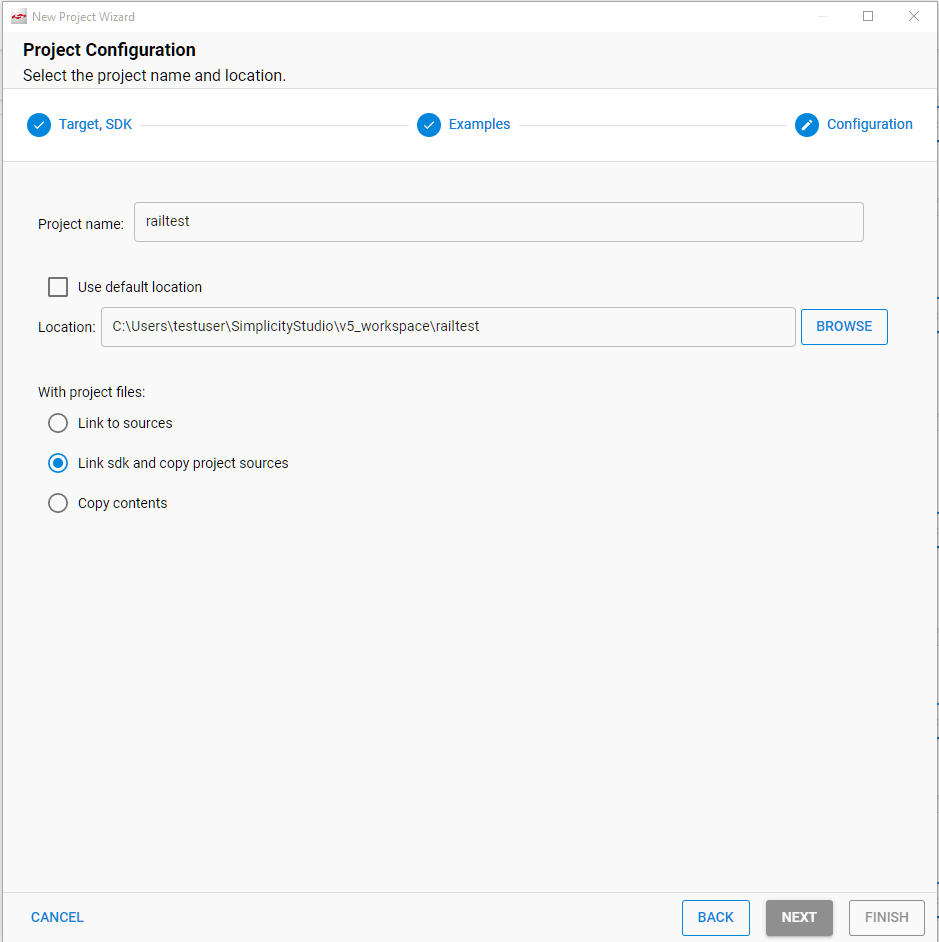 New Project Wizard
Project Configuration
Select the project name and location.
Target, SDK
Examples
Configuration
Project name:
railtest
Use default location
Location:
C:\Users\testuser\SimplicityStudio\v5_workspace\railtest
BROWSE
With project files:
Link to sources
Link sdk and copy project sources
Copy contents
CANCEL
BACK
NEXT
FINISH